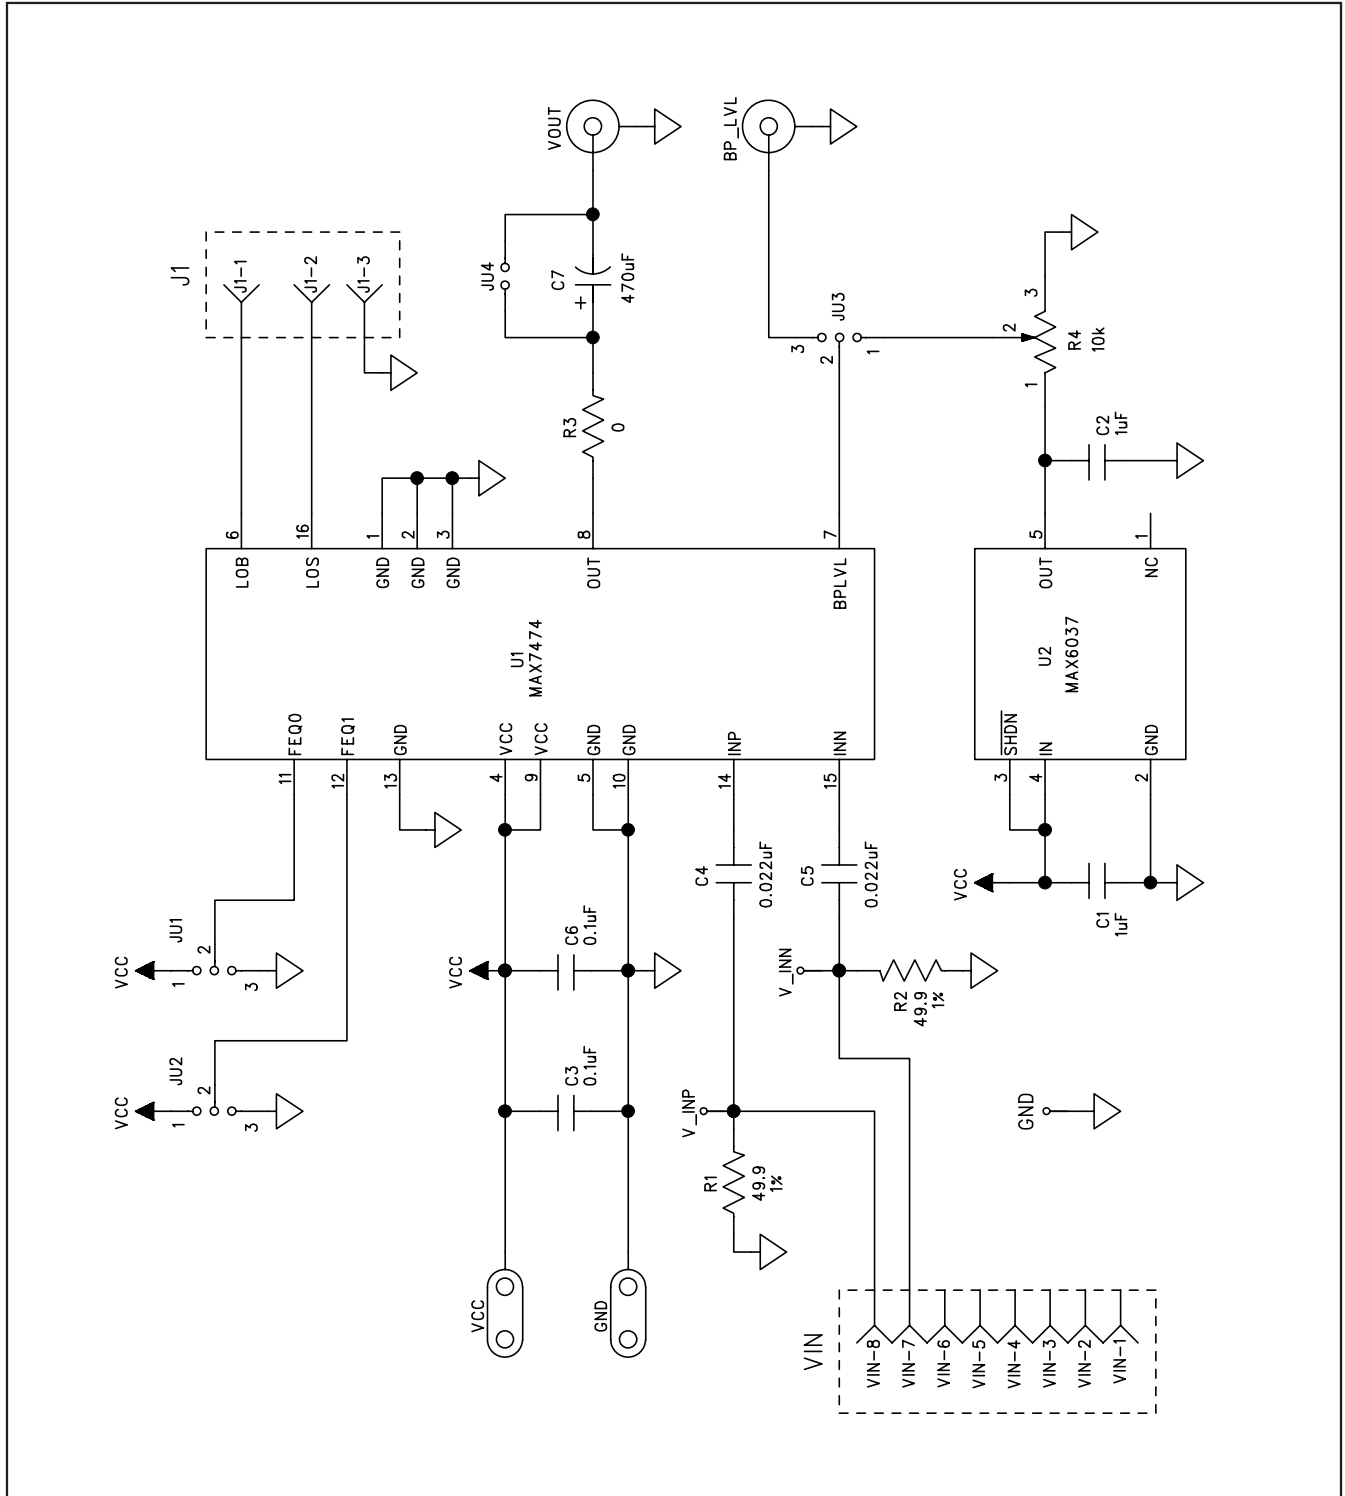 VOUT
BP_LVL
J1
J1-1
J1-2
J1-3
JU4
C7
+
470uF
JU3
3
2
1
3
2
1
R4
10k
R3
0
C2
1uF
6
16
1
2
3
8
7
5
1
LOB
LOS
GND
GND
GND
OUT
BPLVL
OUT
NC
U1
MAX7474
U2
MAX6037
FEQ0
FEQ1
GND
VCC
VCC
GND
GND
INP
INN
SHDN
IN
GND
11
12
13
4
9
5
10
14
15
3
4
2
C4
0.022uF
C5
0.022uF
VCC
C1
1uF
VCC
JU1
1
2
3
VCC
C6
0.1uF
V_INN
R2
49.9
1%
VCC
JU2
1
2
3
C3
0.1uF
V_INP
R1
49.9
1%
GND
VCC
GND
VIN
VIN-8
VIN-7
VIN-6
VIN-5
VIN-4
VIN-3
VIN-2
VIN-1